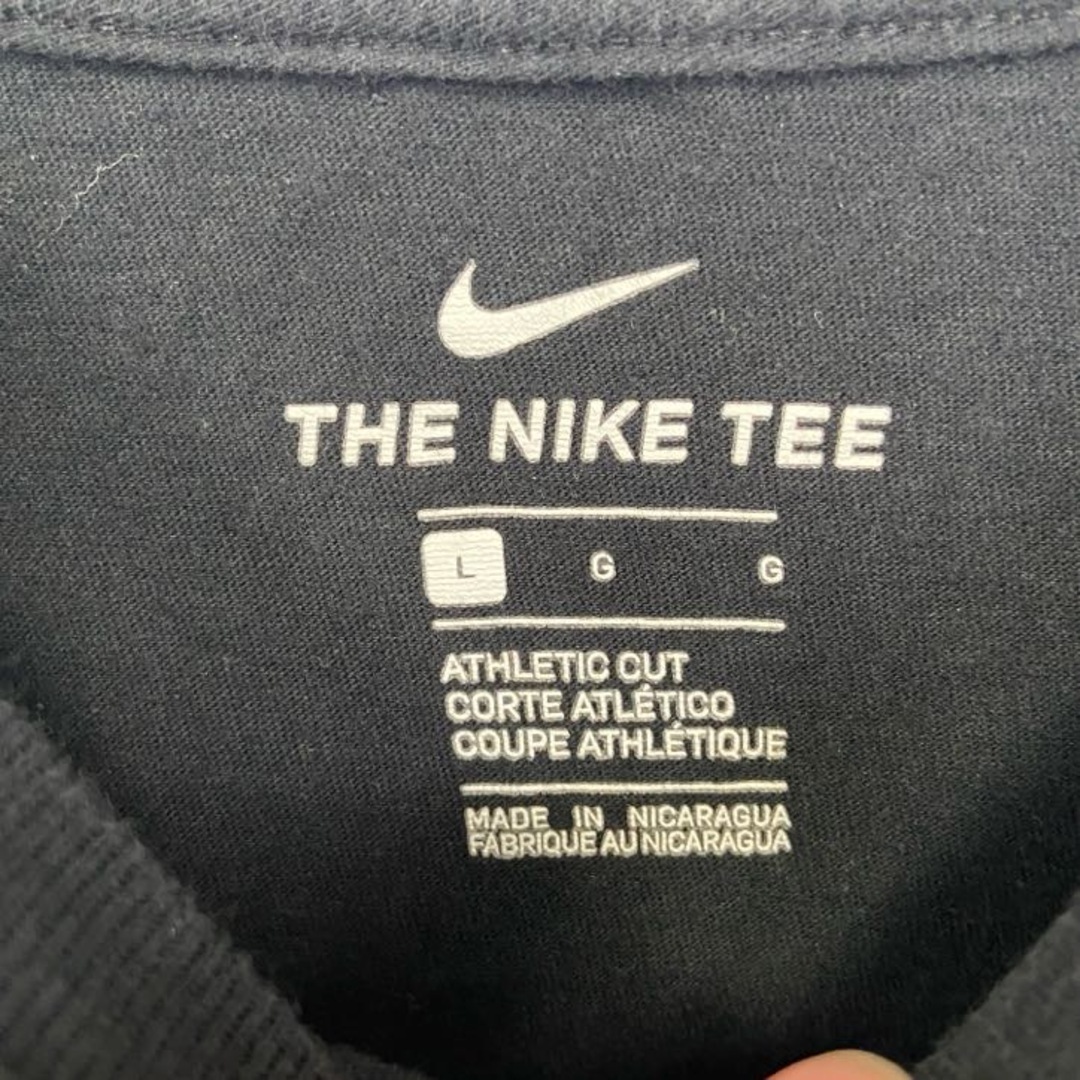 THE NIKE TEE
L G G
ATHLETIC CUT
CORTE ATLÉTICO
COUPE ATHLÉTIQUE
MADE IN NICARAGUA
FABRIQUE AU NICARAGUA